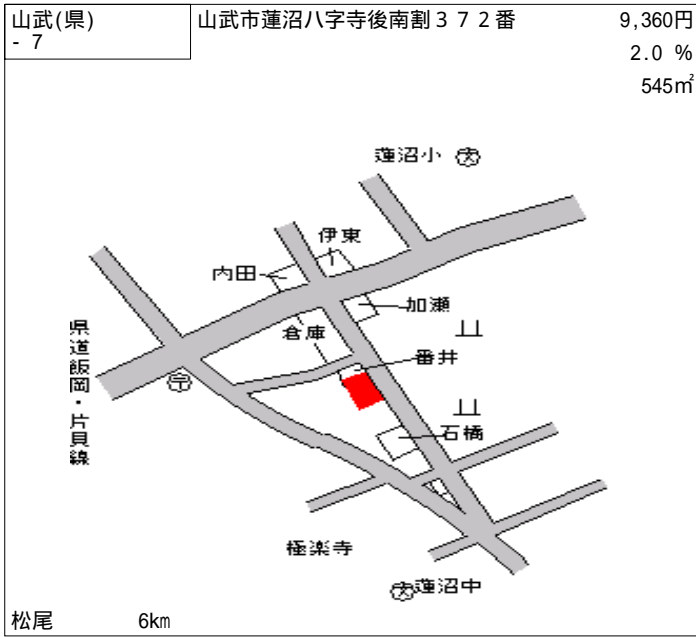 山武(県)
- 7
山武市蓮沼八字寺後南割３７２番
9,360円
2.0 %
545㎡
蓮沼小 文
伊東
内田
加瀬
倉庫
番井
県道飯岡・片貝線
〒
石橋
極楽寺
文 蓮沼中
松尾 6km